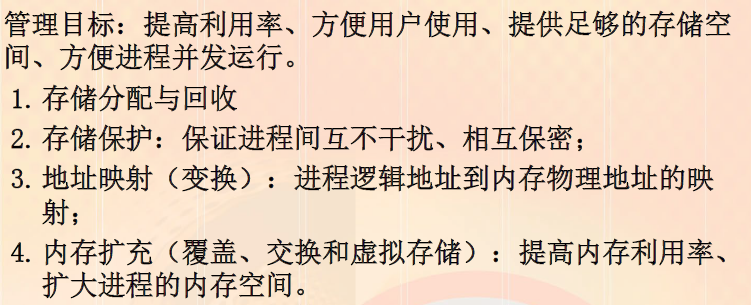 管理目标：提高利用率、方便用户使用、提供足够的存储空
间、方便进程并发运行。
1. 存储分配与回收
2. 存储保护：保证进程间互不干扰、相互保密；
3. 地址映射（变换）：进程逻辑地址到内存物理地址的映
射；
4. 内存扩充（覆盖、交换和虚拟存储）：提高内存利用率、
扩大进程的内存空间。